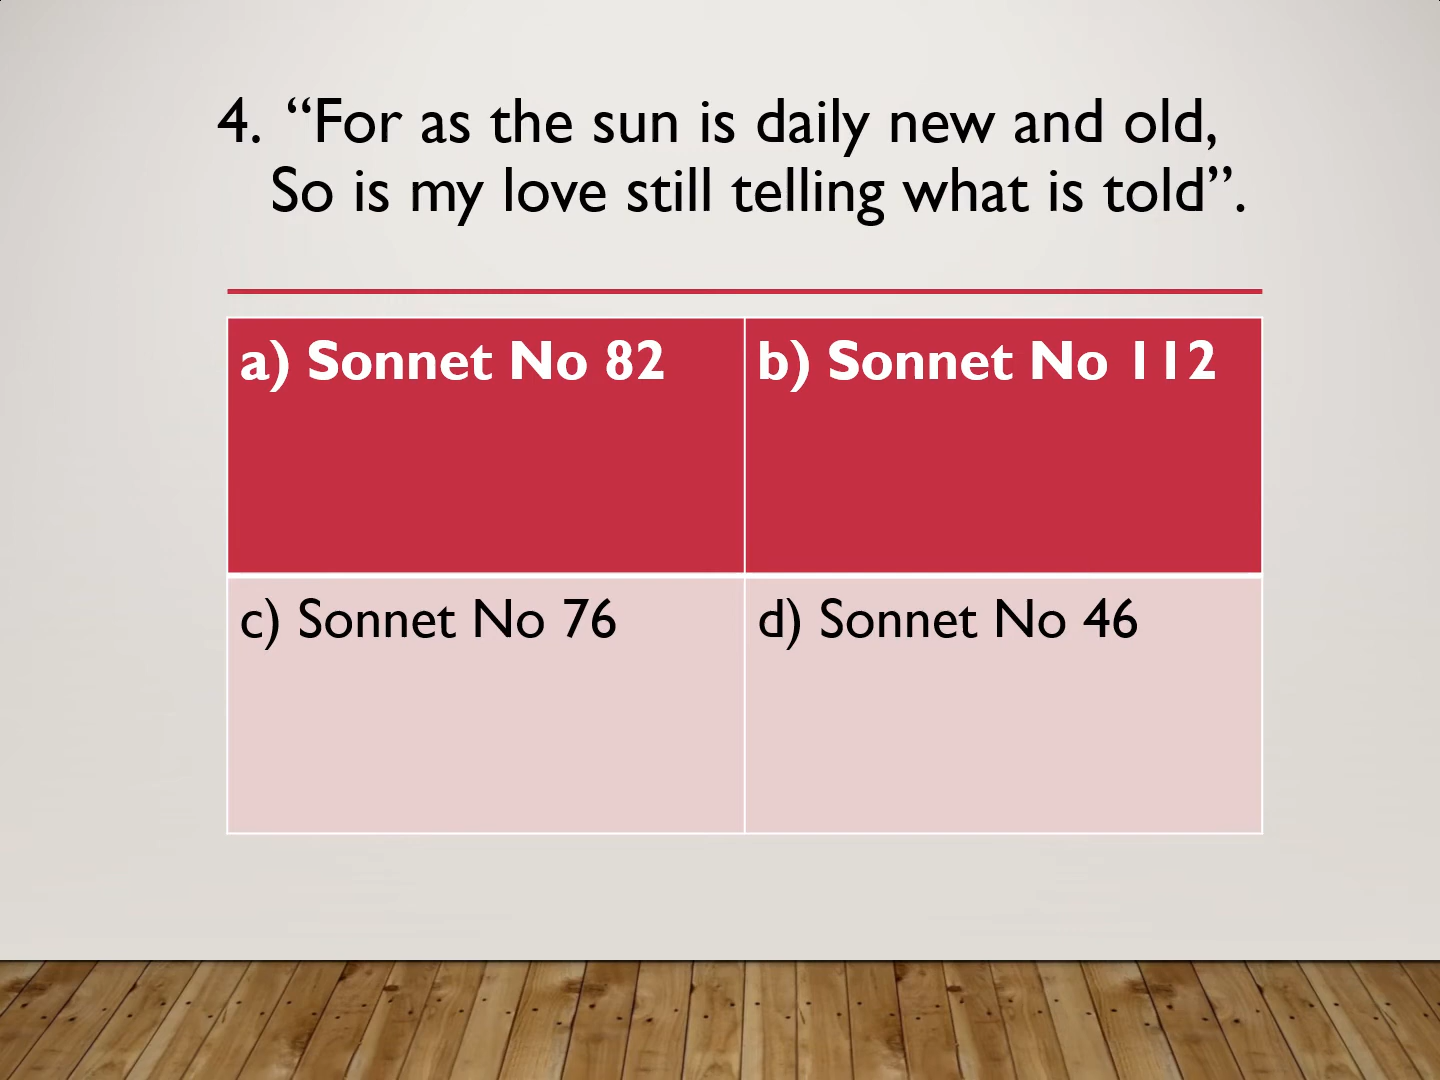 4. “For as the sun is daily new and old,
So is my love still telling what is told”.
a) Sonnet No 82
b) Sonnet No 112
c) Sonnet No 76
d) Sonnet No 46